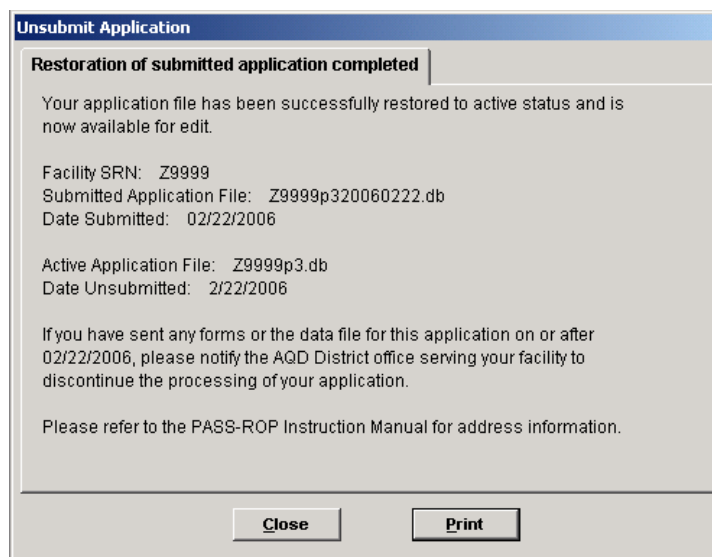 Unsubmit Application
Restoration of submitted application completed
Your application file has been successfully restored to active status and is
now available for edit.
Facility SRN: Z9999
Submitted Application File: Z9999p320060222.db
Date Submitted: 02/22/2006
Active Application File: Z9999p3.db
Date Unsubmitted: 2/22/2006
If you have sent any forms or the data file for this application on or after
02/22/2006, please notify the AQD District office serving your facility to
discontinue the processing of your application.
Please refer to the PASS-ROP Instruction Manual for address information.
Close Print